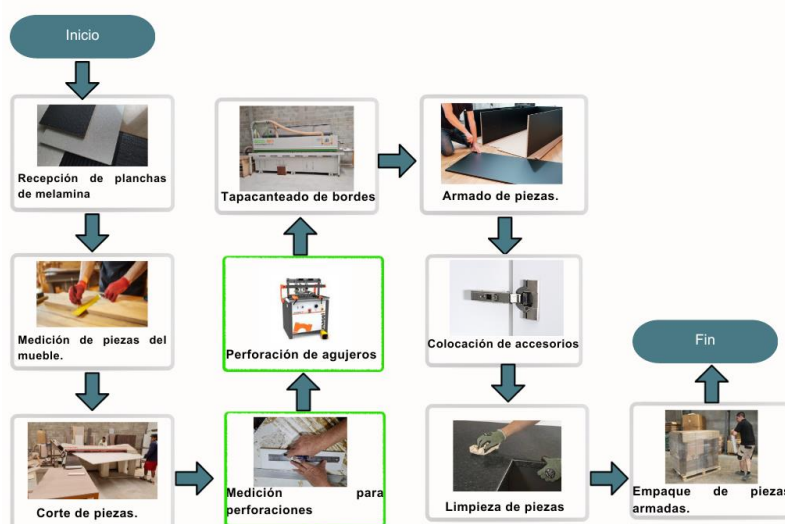 Inicio
Recepción de planchas
de melamina
Medición de piezas del
mueble.
Corte de piezas.
Medición para
perforaciones
Perforación de agujeros
Tapacanteado de bordes
Armado de piezas.
Colocación de accesorios
Limpieza de piezas
Empaque de piezas
armadas.
Fin